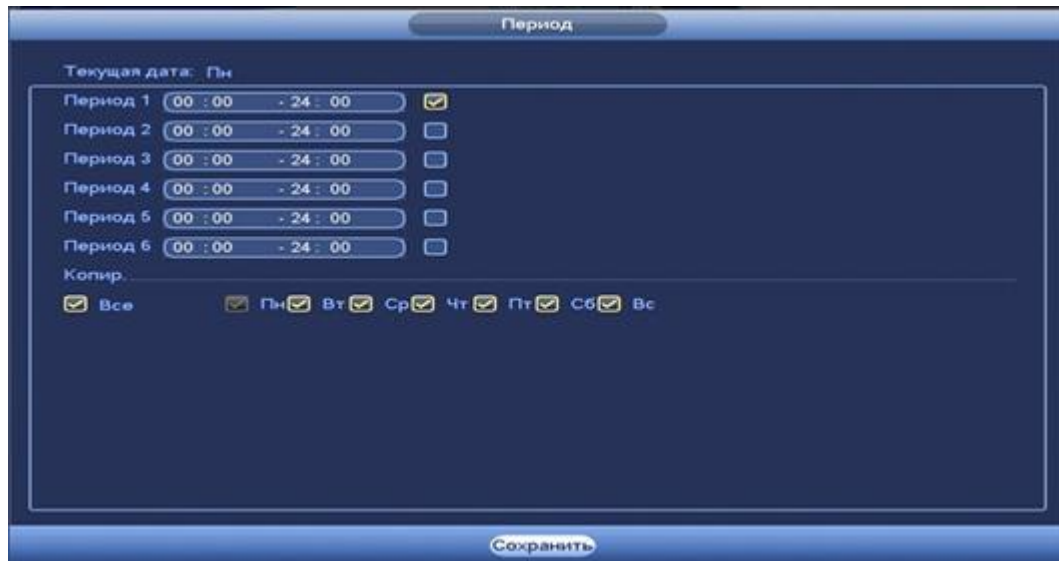 Период
Текущая дата: Пн
Период 1 00 : 00 - 24 : 00
Период 2 00 : 00 - 24 : 00
Период 3 00 : 00 - 24 : 00
Период 4 00 : 00 - 24 : 00
Период 5 00 : 00 - 24 : 00
Период 6 00 : 00 - 24 : 00
Копир.
Все Пн Вт Ср Чт Пт Сб Вс
Сохранить